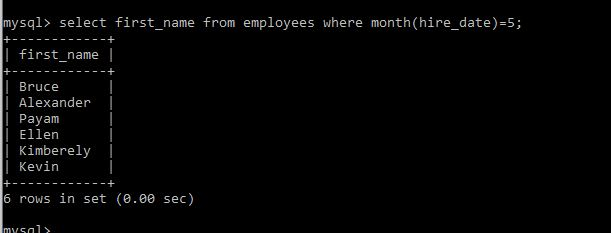 mysql> select first_name from employees where month(hire_date)=5;
+------------+
| first_name |
+------------+
| Bruce      |
| Alexander  |
| Payam      |
| Ellen      |
| Kimberely  |
| Kevin      |
+------------+
6 rows in set (0.00 sec)
mysql>